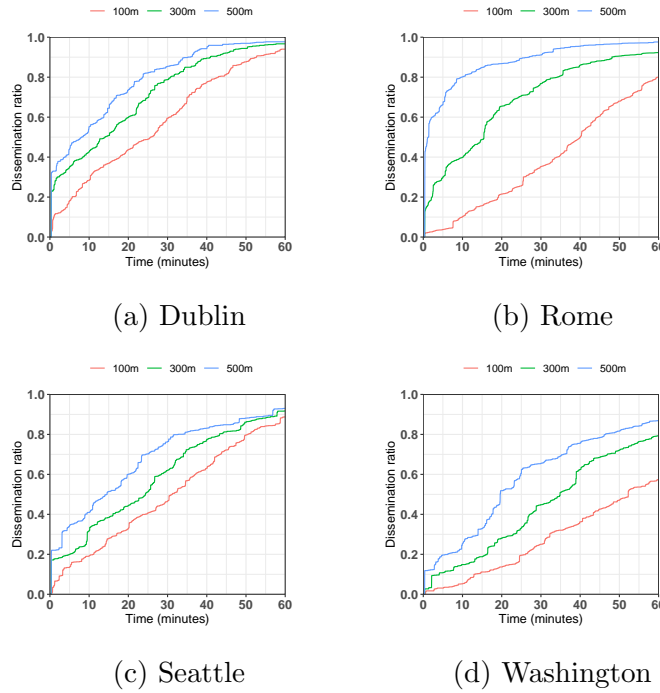 100m 300m 500m
100m 300m 500m
1.0
0.8
0.6
0.4
0.2
0.0
Dissemination ratio
0 10 20 30 40 50 60
Time (minutes)
1.0
0.8
0.6
0.4
0.2
0.0
Dissemination ratio
0 10 20 30 40 50 60
Time (minutes)
(a) Dublin
(b) Rome
100m 300m 500m
100m 300m 500m
1.0
0.8
0.6
0.4
0.2
0.0
Dissemination ratio
0 10 20 30 40 50 60
Time (minutes)
1.0
0.8
0.6
0.4
0.2
0.0
Dissemination ratio
0 10 20 30 40 50 60
Time (minutes)
(c) Seattle
(d) Washington